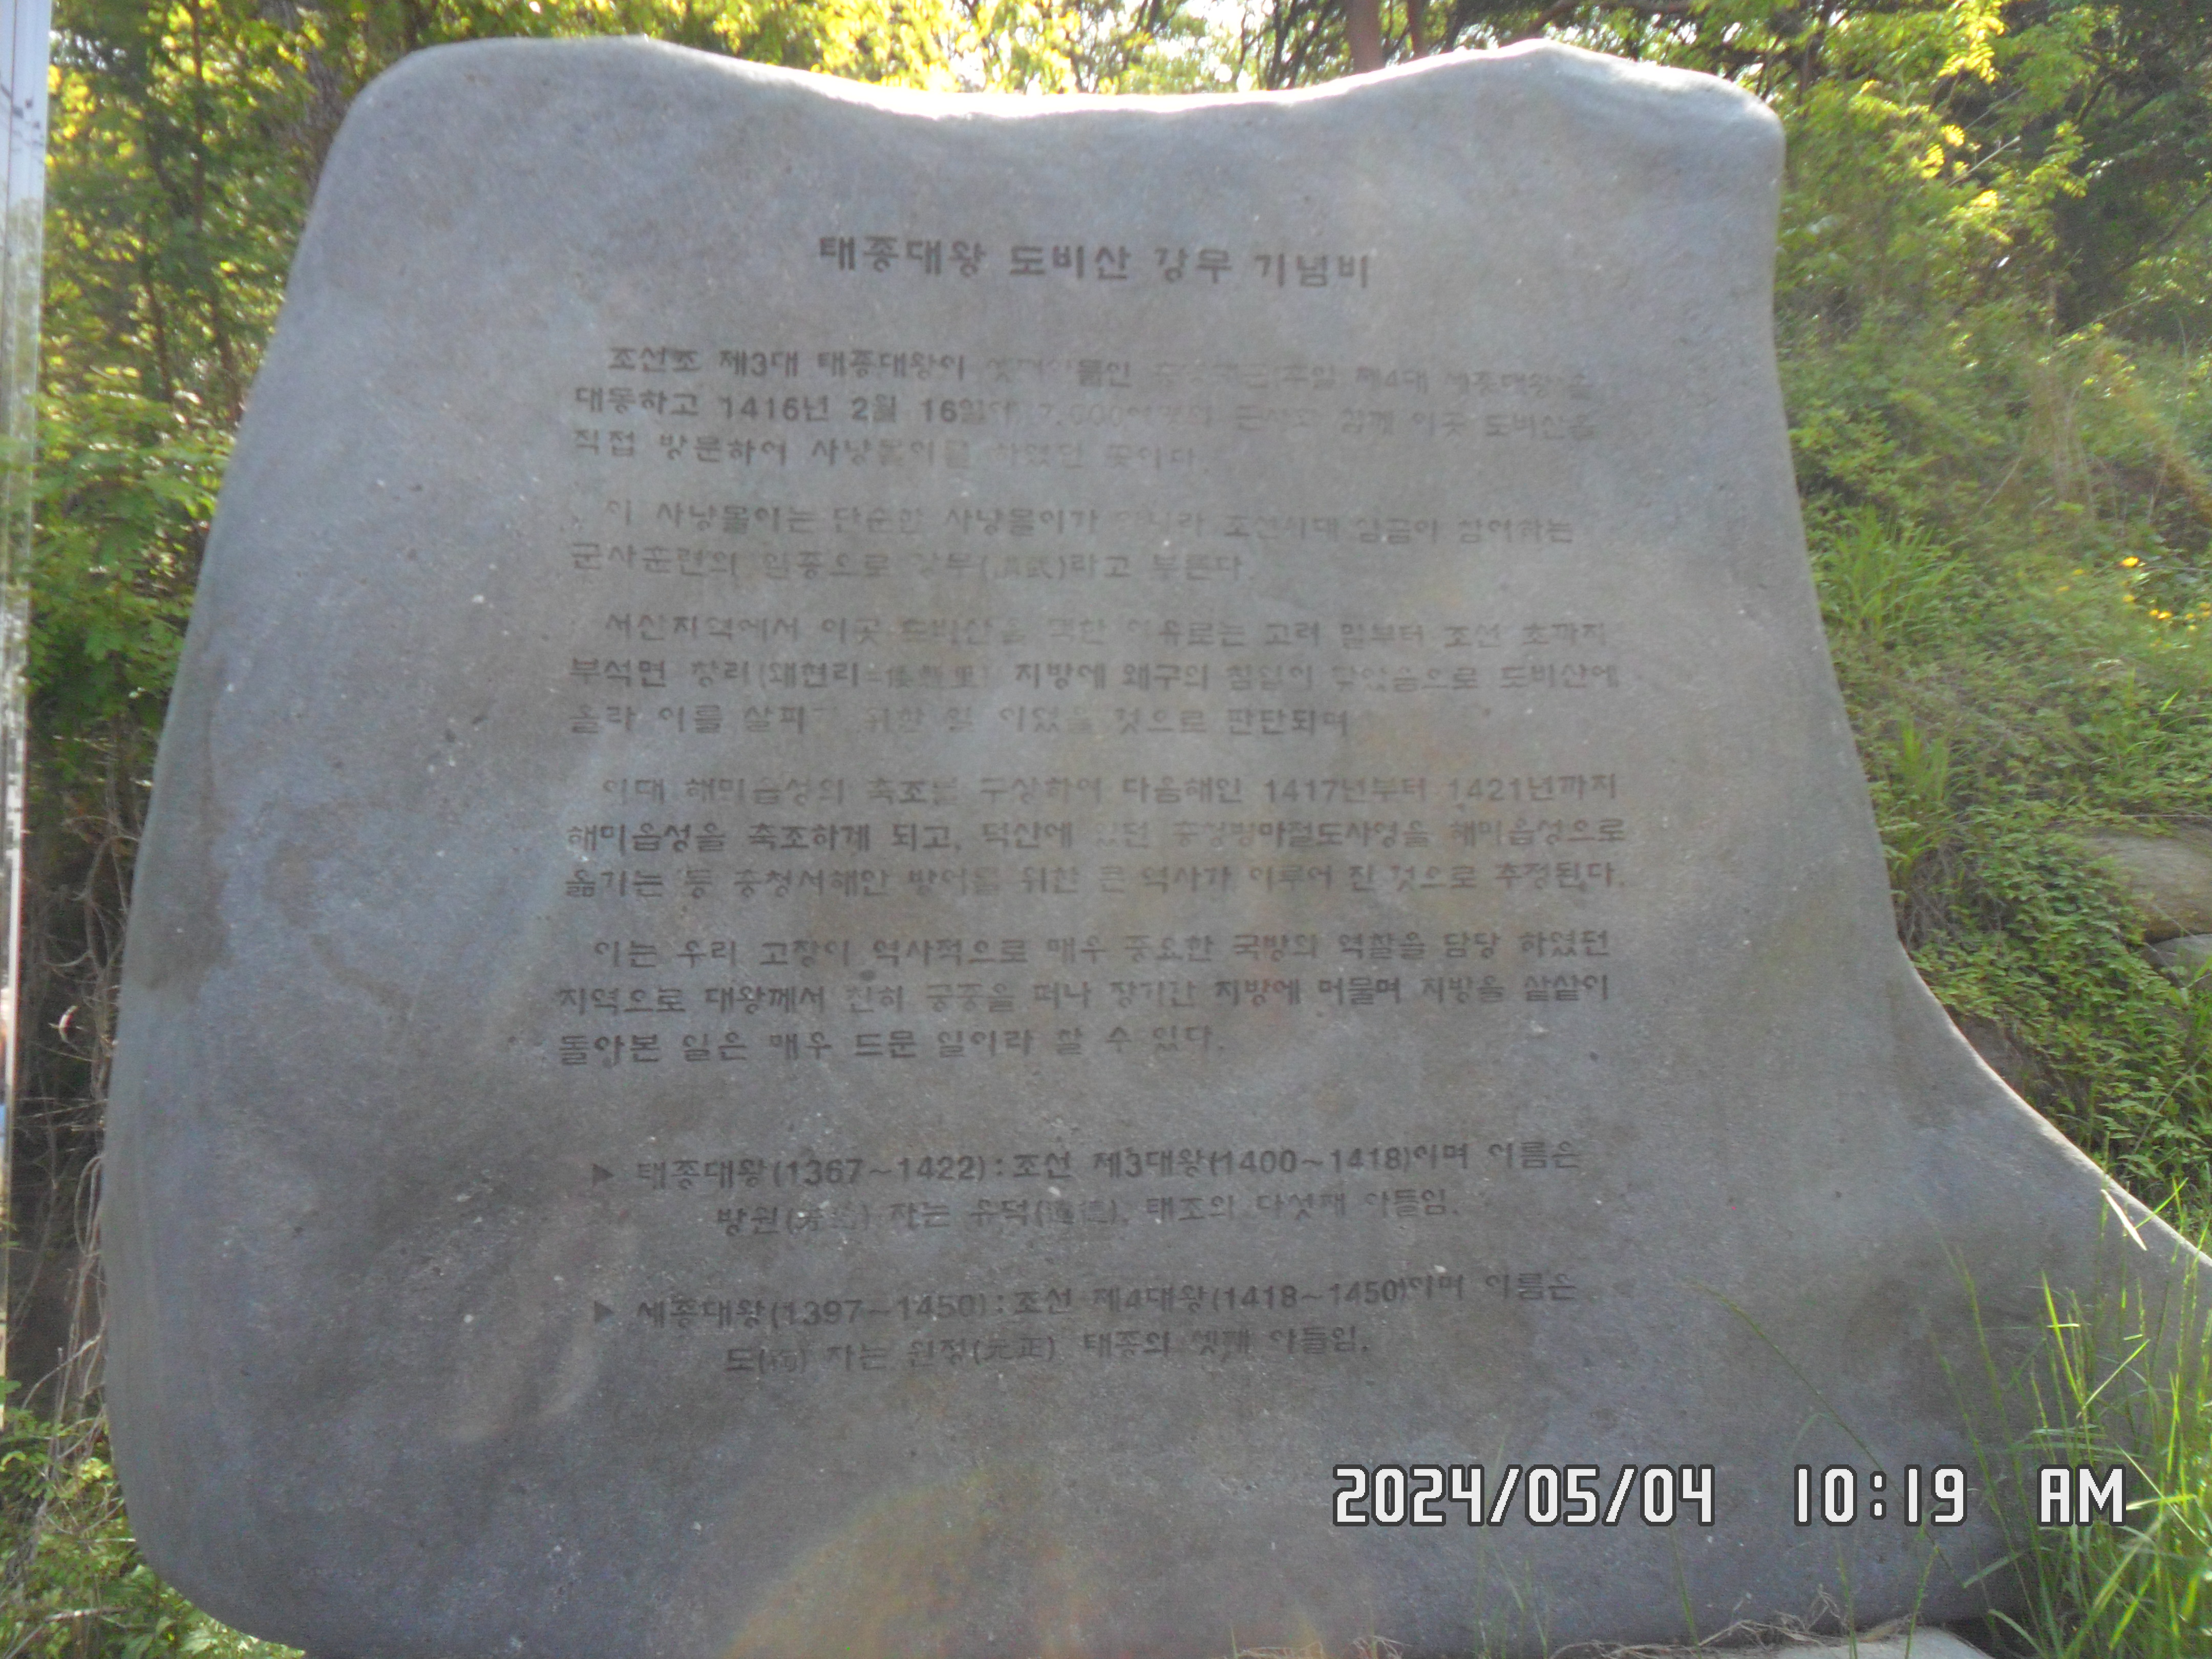 태종대왕 도비산 강무 기념비
조선조 제3대 태종대왕이 셋째아들인 (후일 제4대 세종대왕)을
대동하고 1416년 2월 16일에 7,000여명의 군사와 함께 이곳 도비산을
직접 방문하여 사냥몰이를 하였던 곳이다.
이 사냥몰이는 단순한 사냥몰이가 아니라 조선시대 임금이 참여하는
군사훈련의 일종으로 강무(講武)라고 부른다.
서산지역에서 이곳 도비산을 택한 이유로는 고려 말부터 조선 초까지
부석면 창리(왜현리=倭縣里) 지방에 왜구의 침입이 많았음으로 도비산에
올라 이를 살피기 위한 일 이었을 것으로 판단되며
이때 해미읍성의 축조를 구상하여 다음해인 1417년부터 1421년까지
해미읍성을 축조하게 되고, 덕산에 있던 충청병마절도사영을 해미읍성으로
옮기는 등 충청서해안 방어를 위한 큰 역사가 이루어 진 것으로 추정된다.
이는 우리 고장이 역사적으로 매우 중요한 국방의 역할을 담당 하였던
지역으로 대왕께서 친히 궁중을 떠나 장기간 지방에 머물며 지방을 샅샅이
돌아본 일은 매우 드문 일이라 할 수 있다.
▶ 태종대왕(1367~1422):조선 제3대왕(1400~1418)이며 이름은
방원(芳遠) 자는 유덕(遺德), 태조의 다섯째 아들임.
▶ 세종대왕(1397~1450):조선 제4대왕(1418~1450)이며 이름은
도(祹) 자는 원정(元正) 태종의 셋째 아들임.
2024/05/04 10:19 AM